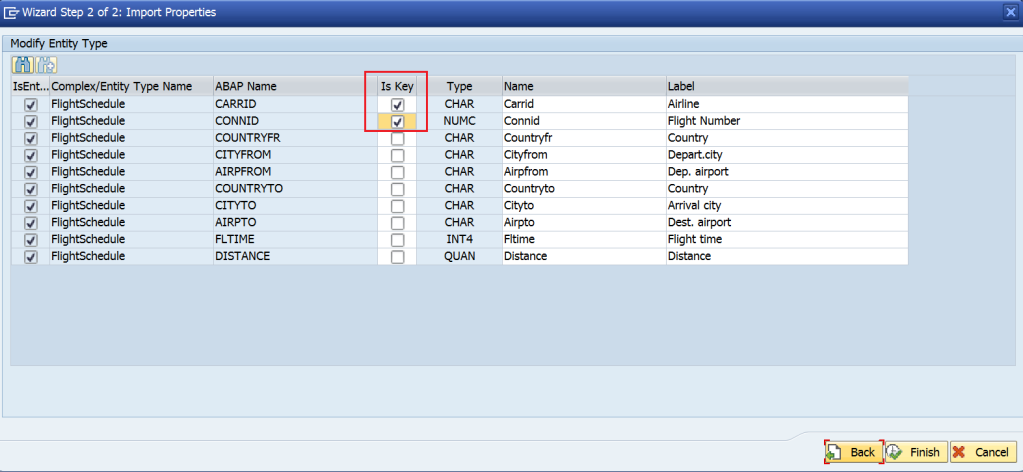 Wizard Step 2 of 2: Import Properties
Modify Entity Type
IsEnt... Complex/Entity Type Name ABAP Name Is Key Type Name Label
FlightSchedule CARRID CHAR Carrid Airline
FlightSchedule CONNID NUMC Connid Flight Number
FlightSchedule COUNTRYFR CHAR Countryfr Country
FlightSchedule CITYFROM CHAR Cityfrom Depart.city
FlightSchedule AIRPFROM CHAR Airpfrom Dep. airport
FlightSchedule COUNTRYTO CHAR Countryto Country
FlightSchedule CITYTO CHAR Cityto Arrival city
FlightSchedule AIRPTO CHAR Airpto Dest. airport
FlightSchedule FLTIME INT4 Fltime Flight time
FlightSchedule DISTANCE QUAN Distance Distance
Back Finish Cancel